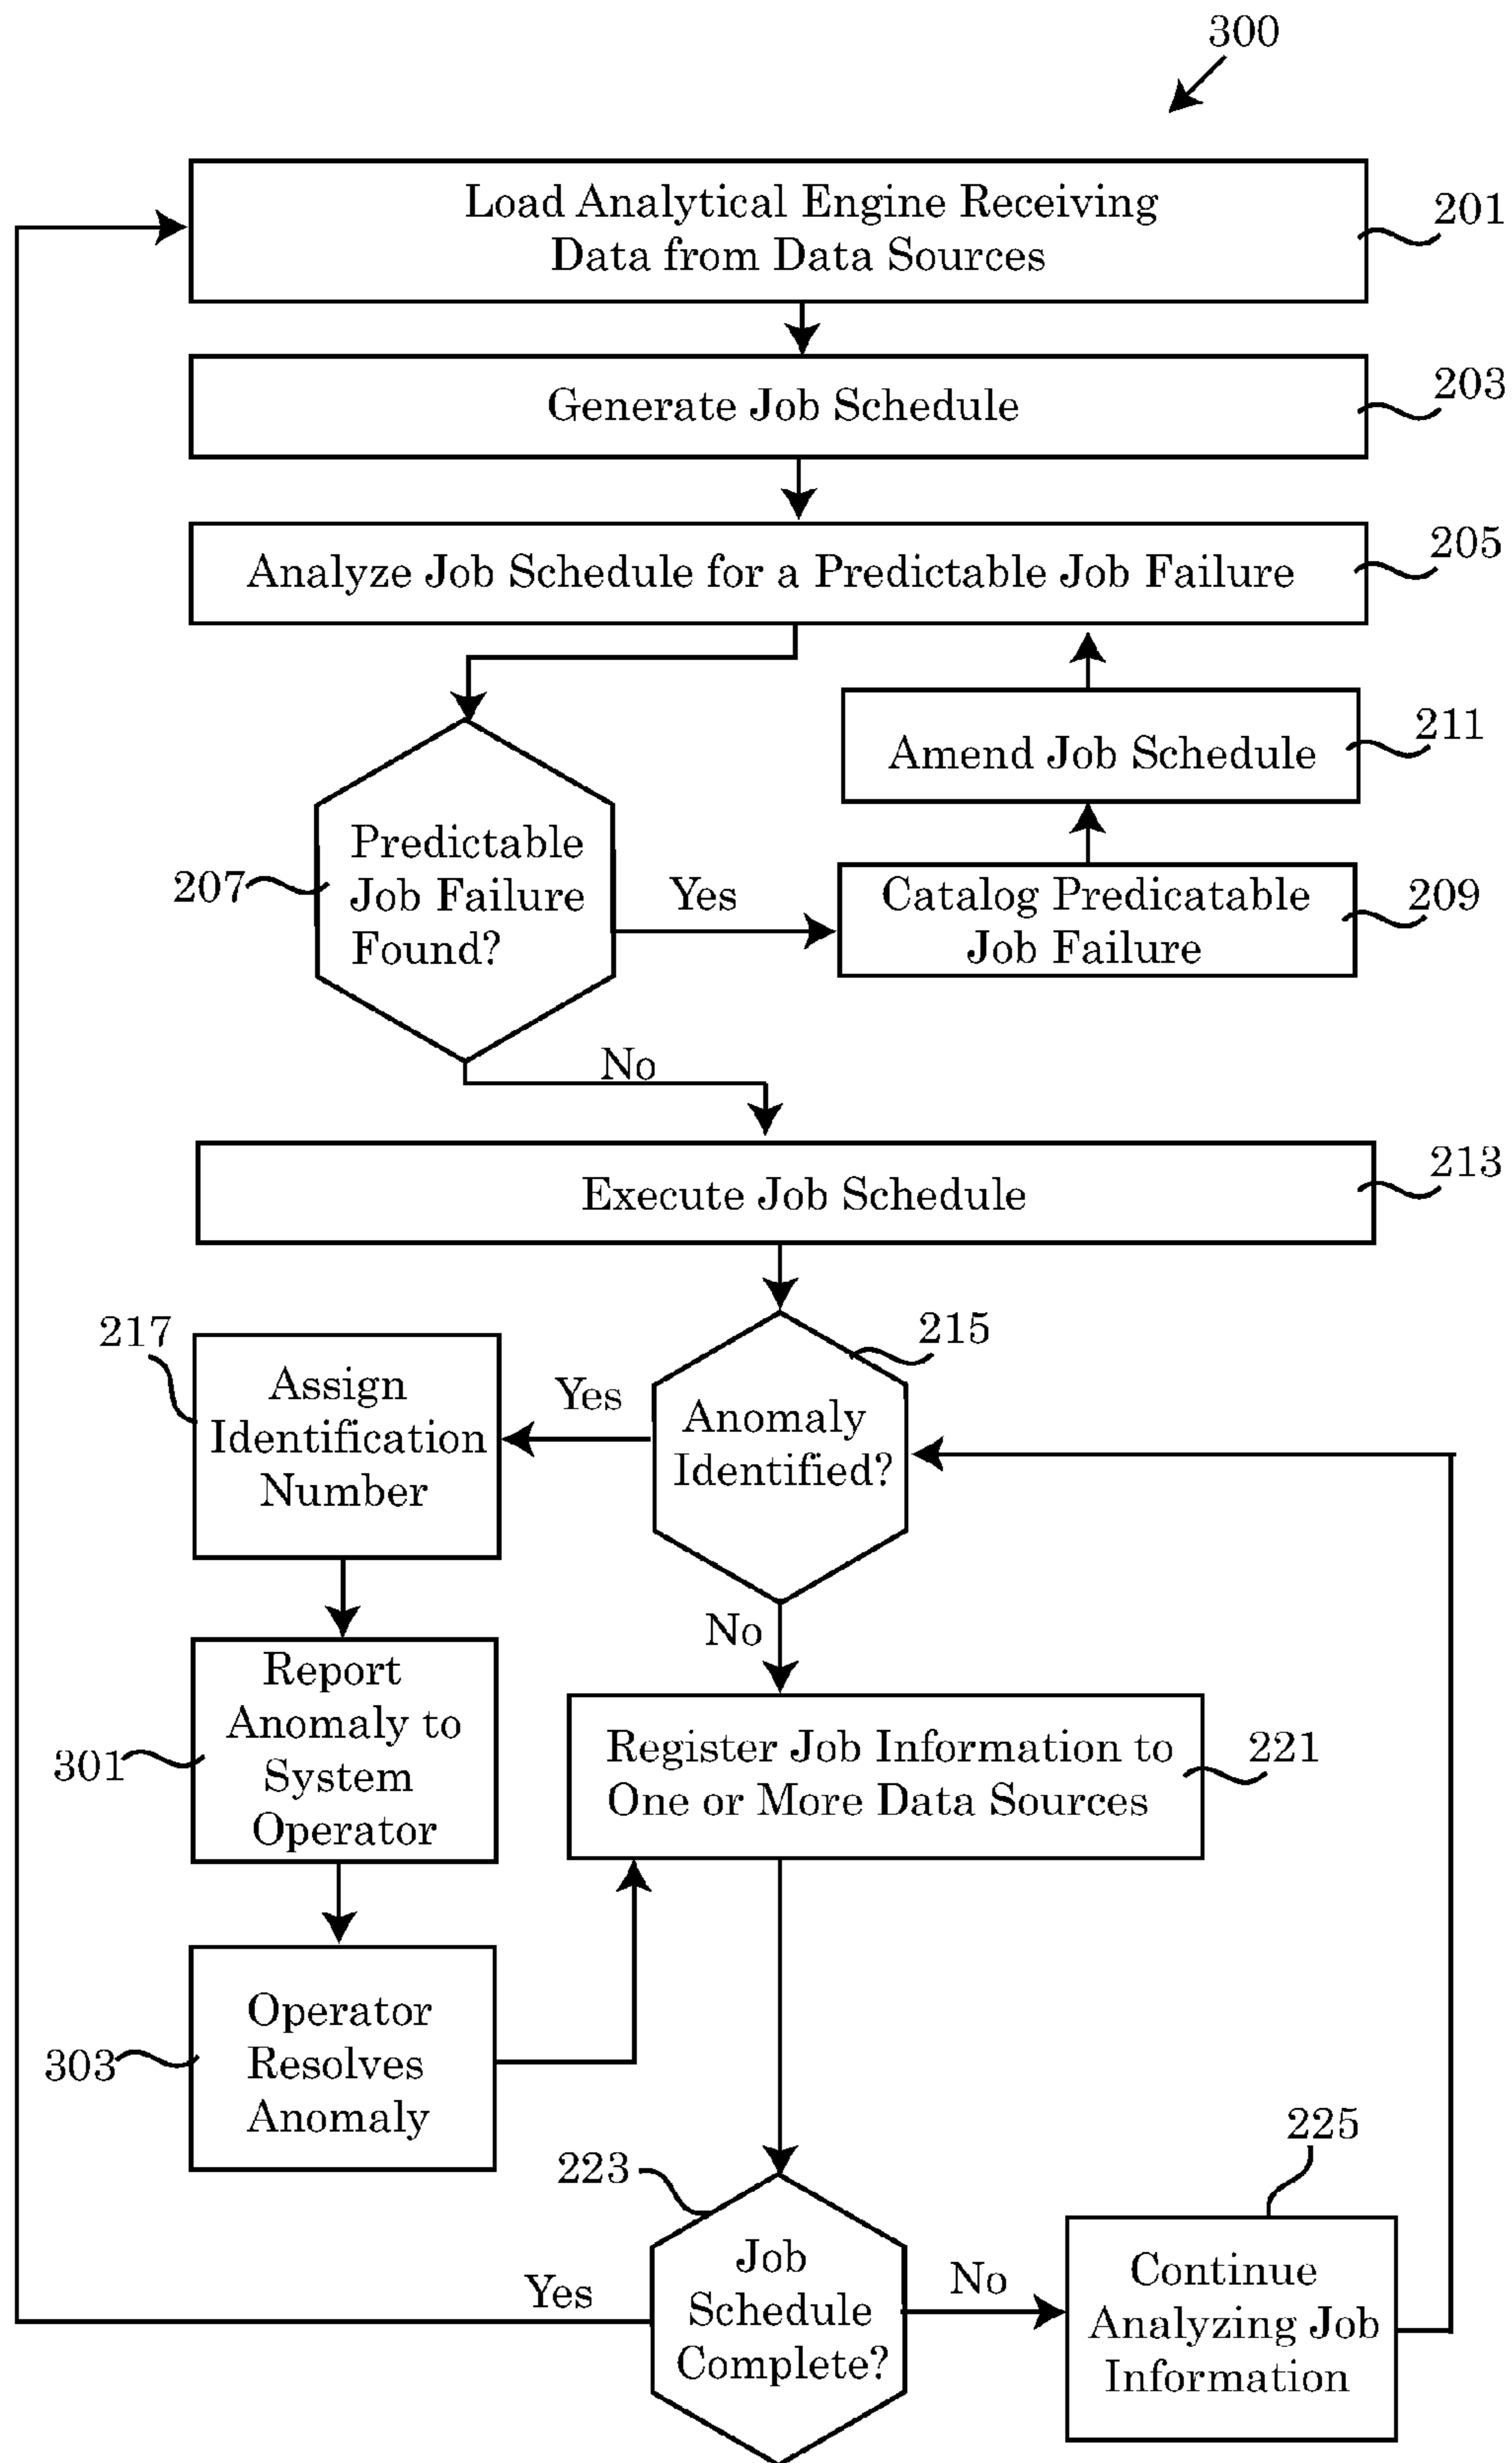 300
Load Analytical Engine Receiving
Data from Data Sources
201
Generate Job Schedule
203
Analyze Job Schedule for a Predictable Job Failure
205
Amend Job Schedule
211
Predictable
Job Failure
Found?
207
Yes
Catalog Predicatable
Job Failure
209
No
Execute Job Schedule
213
217
Assign
Identification
Number
Yes
215
Anomaly
Identified?
No
Report
Anomaly to
System
Operator
301
Register Job Information to
One or More Data Sources
221
Operator
Resolves
Anomaly
303
223
Job
Schedule
Complete?
Yes
No
225
Continue
Analyzing Job
Information